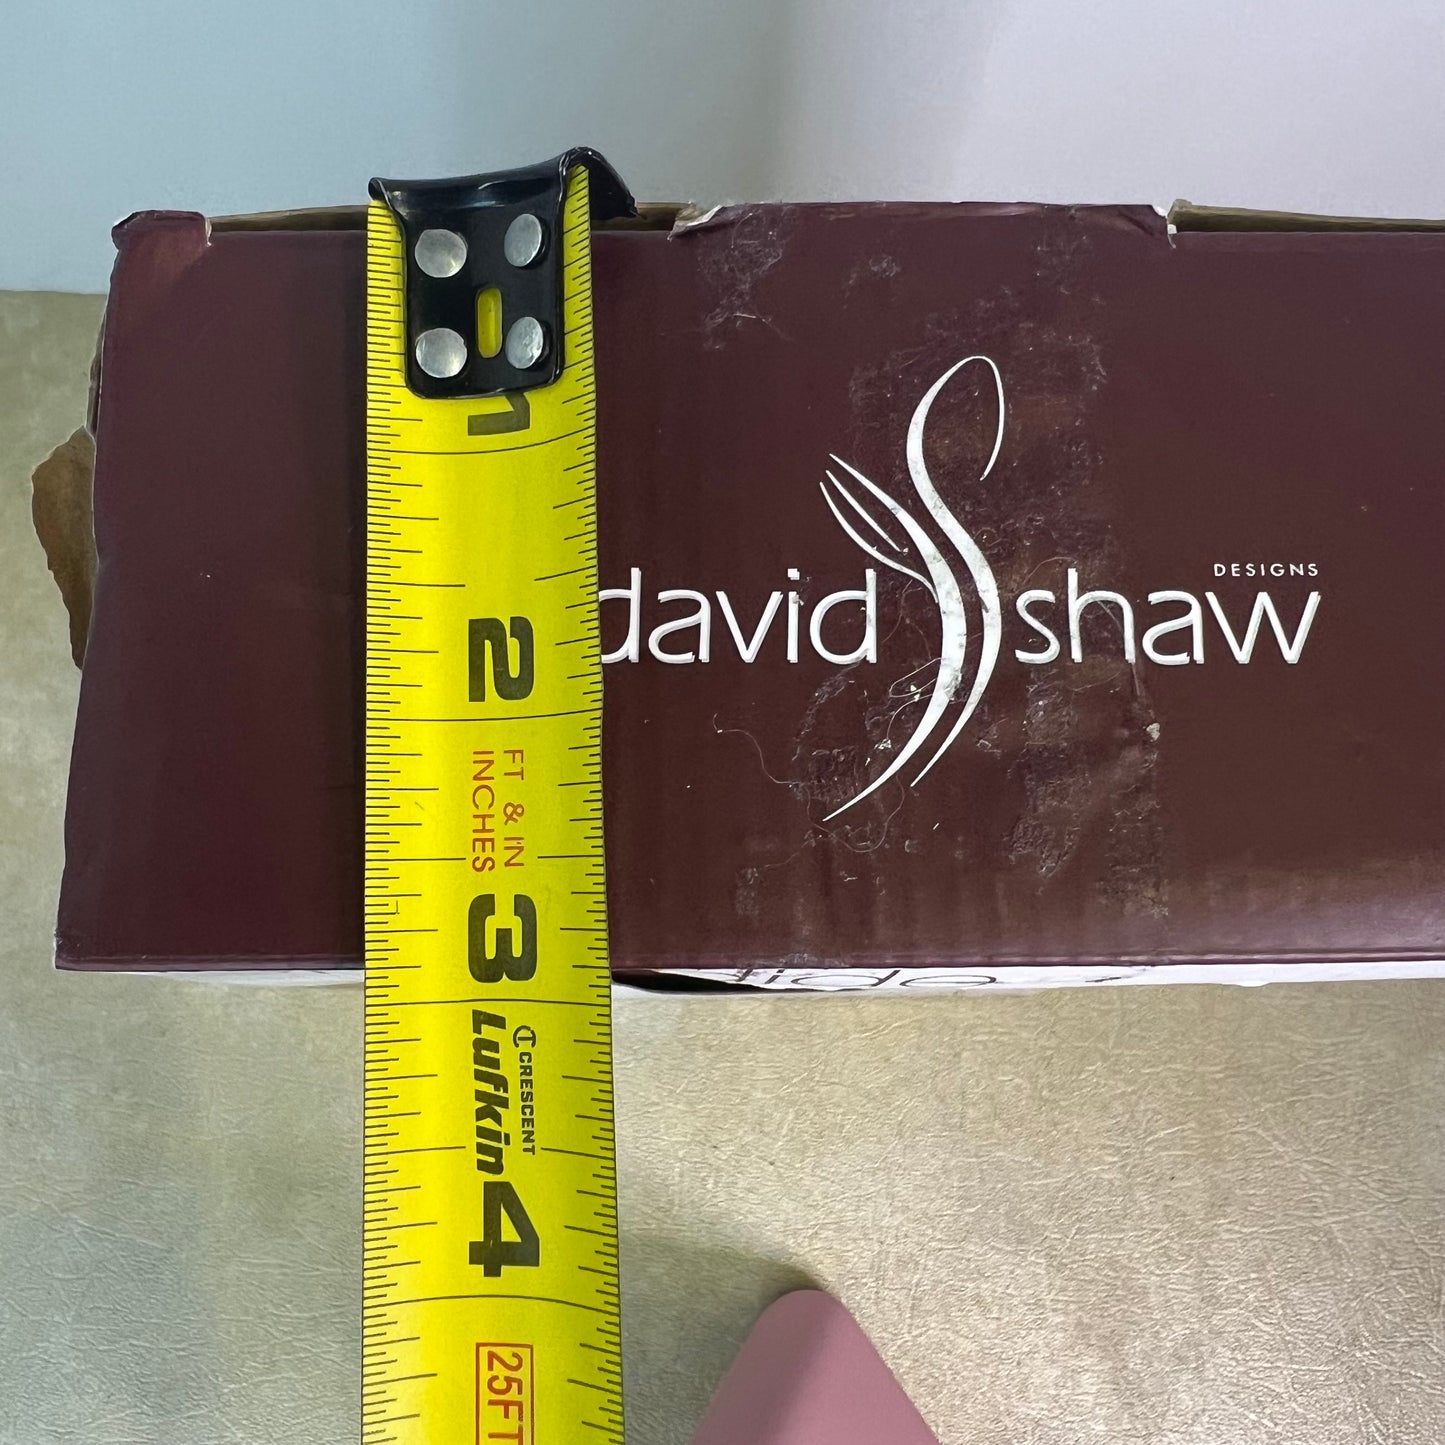 1
2
FT & IN
INCHES
3
CRESCENT
Lufkin
4
25FT
david shaw
DESIGNS